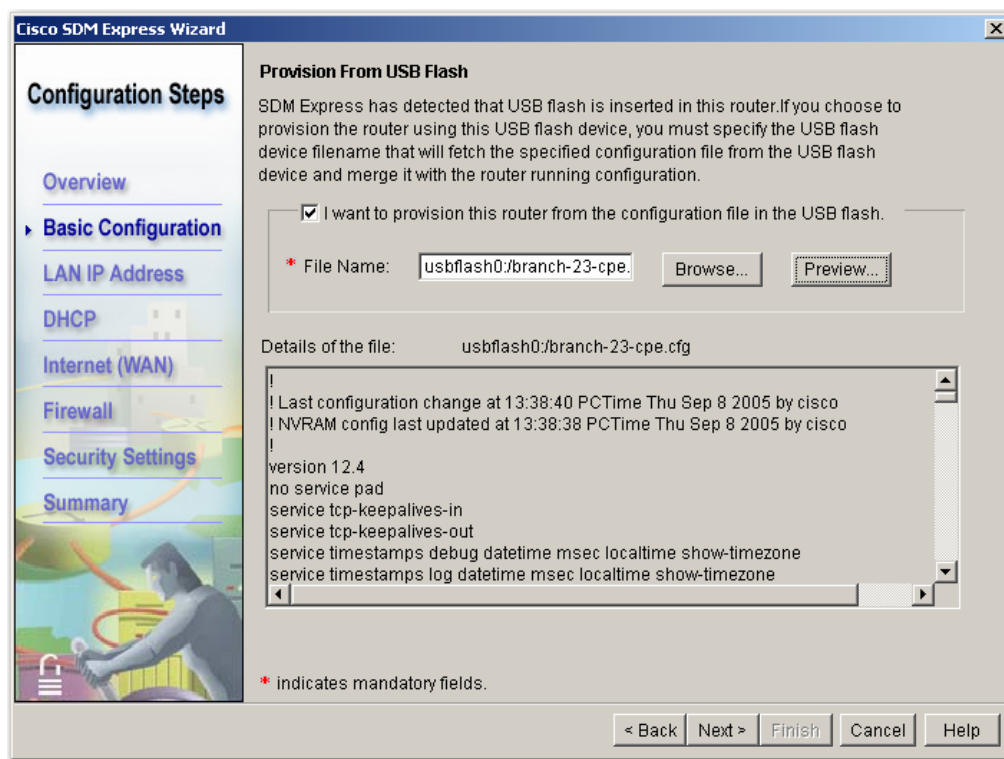 Cisco SDM Express Wizard
Configuration Steps
Overview
Basic Configuration
LAN IP Address
DHCP
Internet (WAN)
Firewall
Security Settings
Summary
Provision From USB Flash
SDM Express has detected that USB flash is inserted in this router.If you choose to
provision the router using this USB flash device, you must specify the USB flash
device filename that will fetch the specified configuration file from the USB flash
device and merge it with the router running configuration.
I want to provision this router from the configuration file in the USB flash.
* File Name: usbflash0:/branch-23-cpe. Browse... Preview...
Details of the file: usbflash0:/branch-23-cpe.cfg
!
! Last configuration change at 13:38:40 PCTime Thu Sep 8 2005 by cisco
! NVRAM config last updated at 13:38:38 PCTime Thu Sep 8 2005 by cisco
!
version 12.4
no service pad
service tcp-keepalives-in
service tcp-keepalives-out
service timestamps debug datetime msec localtime show-timezone
service timestamps log datetime msec localtime show-timezone
* indicates mandatory fields.
< Back Next > Finish Cancel Help